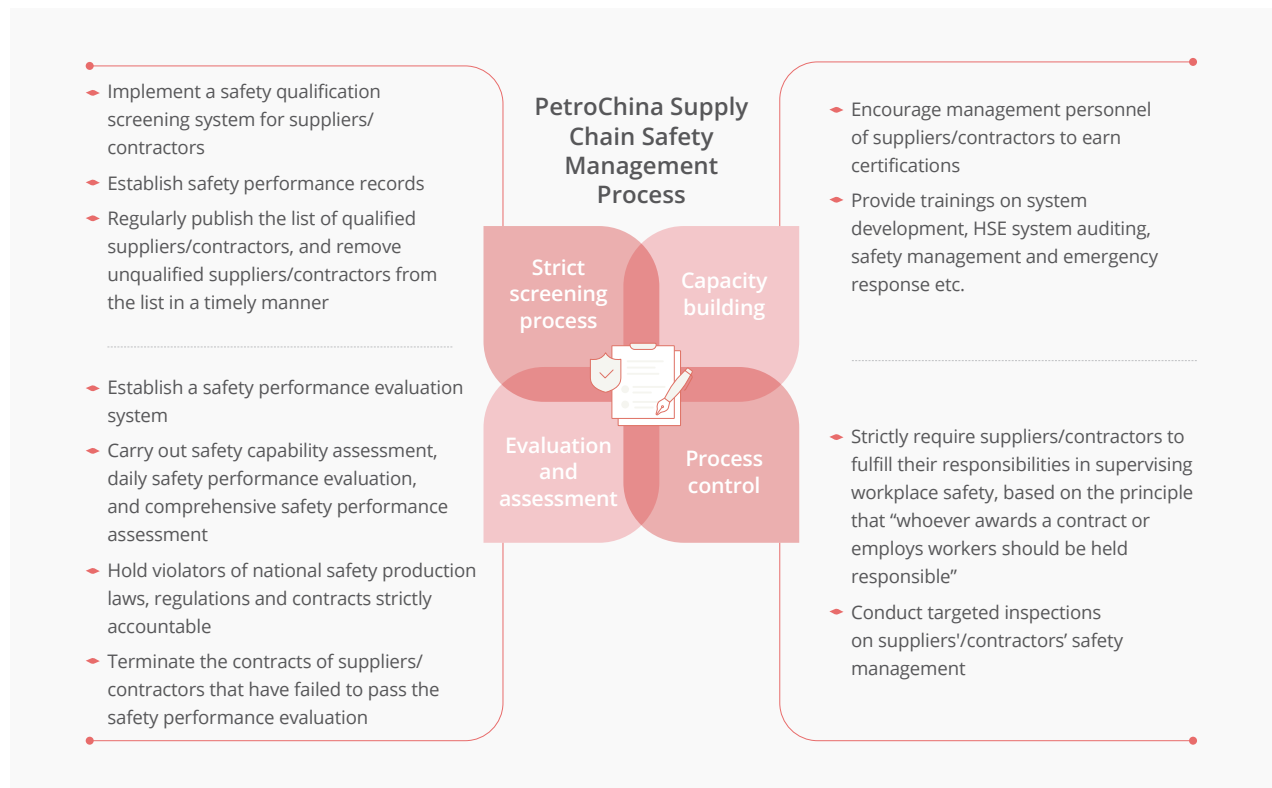 PetroChina Supply
Chain Safety
Management
Process
Implement a safety qualification
screening system for suppliers/
contractors
Establish safety performance records
Regularly publish the list of qualified
suppliers/contractors, and remove
unqualified suppliers/contractors from
the list in a timely manner
Strict
screening
process
Capacity
building
Encourage management personnel
of suppliers/contractors to earn
certifications
Provide trainings on system
development, HSE system auditing,
safety management and emergency
response etc.
Establish a safety performance evaluation
system
Carry out safety capability assessment,
daily safety performance evaluation,
and comprehensive safety performance
assessment
Hold violators of national safety production
laws, regulations and contracts strictly
accountable
Terminate the contracts of suppliers/
contractors that have failed to pass the
safety performance evaluation
Evaluation
and
assessment
Process
control
Strictly require suppliers/contractors to
fulfill their responsibilities in supervising
workplace safety, based on the principle
that “whoever awards a contract or
employs workers should be held
responsible”
Conduct targeted inspections
on suppliers'/contractors’ safety
management